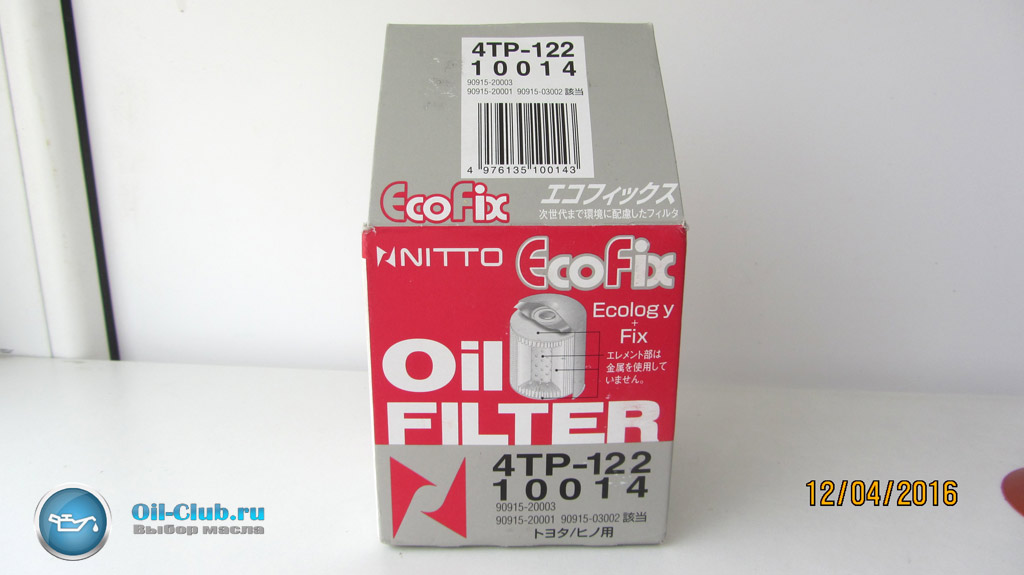 4TP-122
10014
90915-20003
90915-20001 90915-03002 該当
4 976135 100143
EcoFix
エコフィックス
次世代まで環境に配慮したフィルタ
NITTO
EcoFix
Ecology
+
Fix
エレメント部は
金属を使用して
いません。
Oil
FILTER
4TP-122
10014
90915-20003
90915-20001 90915-03002 該当
トヨタ/ヒノ用
12/04/2016
Oil-Club.ru
Выбор масла